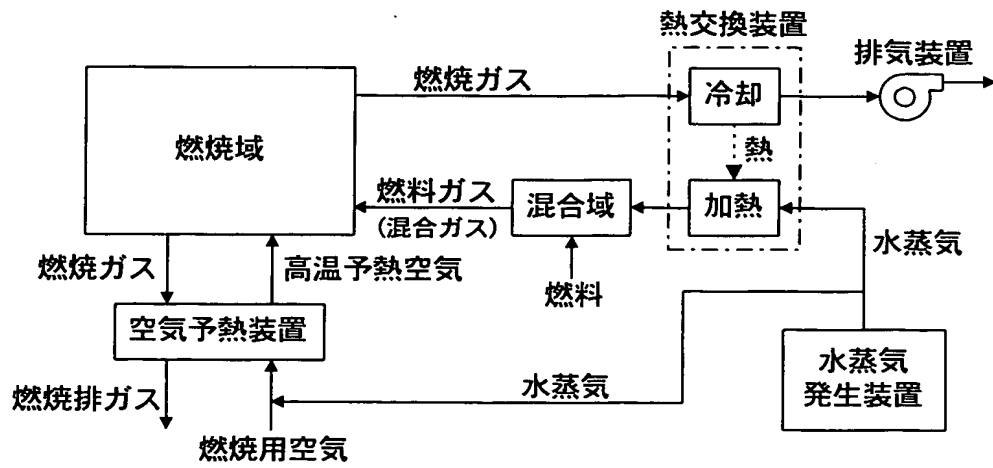 熱交換装置
排気装置
燃焼ガス
冷却
燃焼域
熱
燃料ガス
(混合ガス)
混合域
加熱
水蒸気
燃焼ガス
高温予熱空気
燃料
空気予熱装置
水蒸気
発生装置
燃焼排ガス
水蒸気
燃焼用空気